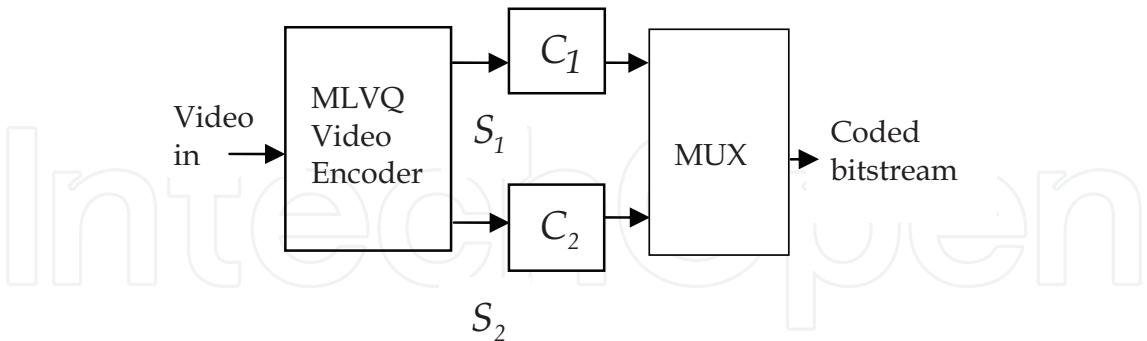 Video
in
MLVQ
Video
Encoder
C1
S1
C2
S2
MUX
Coded
bitstream
IntechOpen